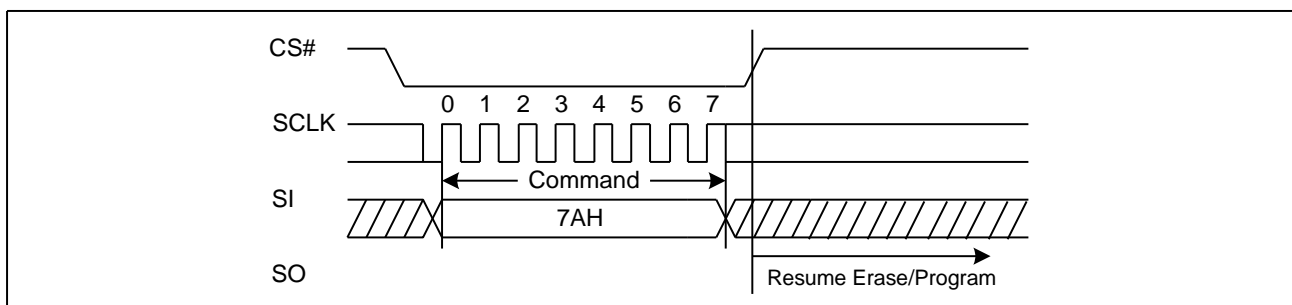 CS#
0 1 2 3 4 5 6 7
SCLK
Command
SI
7AH
SO
Resume Erase/Program